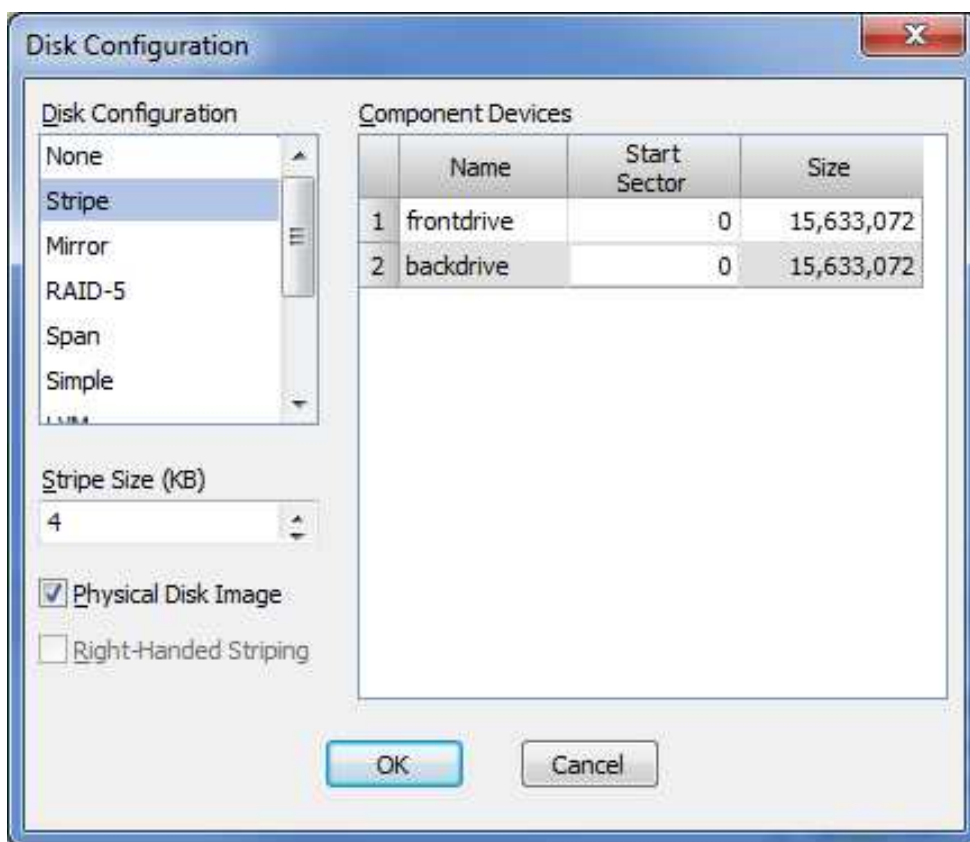 Disk Configuration
Disk Configuration
None
Stripe
Mirror
RAID-5
Span
Simple
Stripe Size (KB)
4
Physical Disk Image
Right-Handed Striping
Component Devices
Name Start Sector Size
1 frontdrive 0 15,633,072
2 backdrive 0 15,633,072
OK Cancel